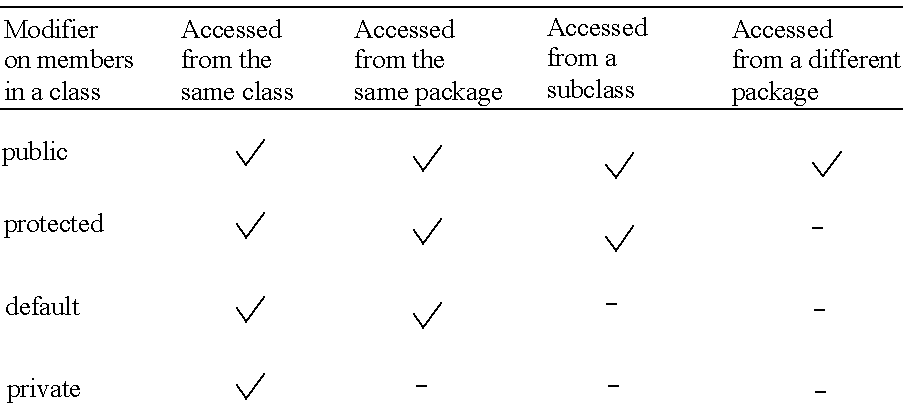 Modifier on members in a class Accessed from the same class Accessed from the same package Accessed from a subclass Accessed from a different package
public ✓ ✓ ✓ ✓
protected ✓ ✓ ✓ –
default ✓ ✓ – –
private ✓ – – –